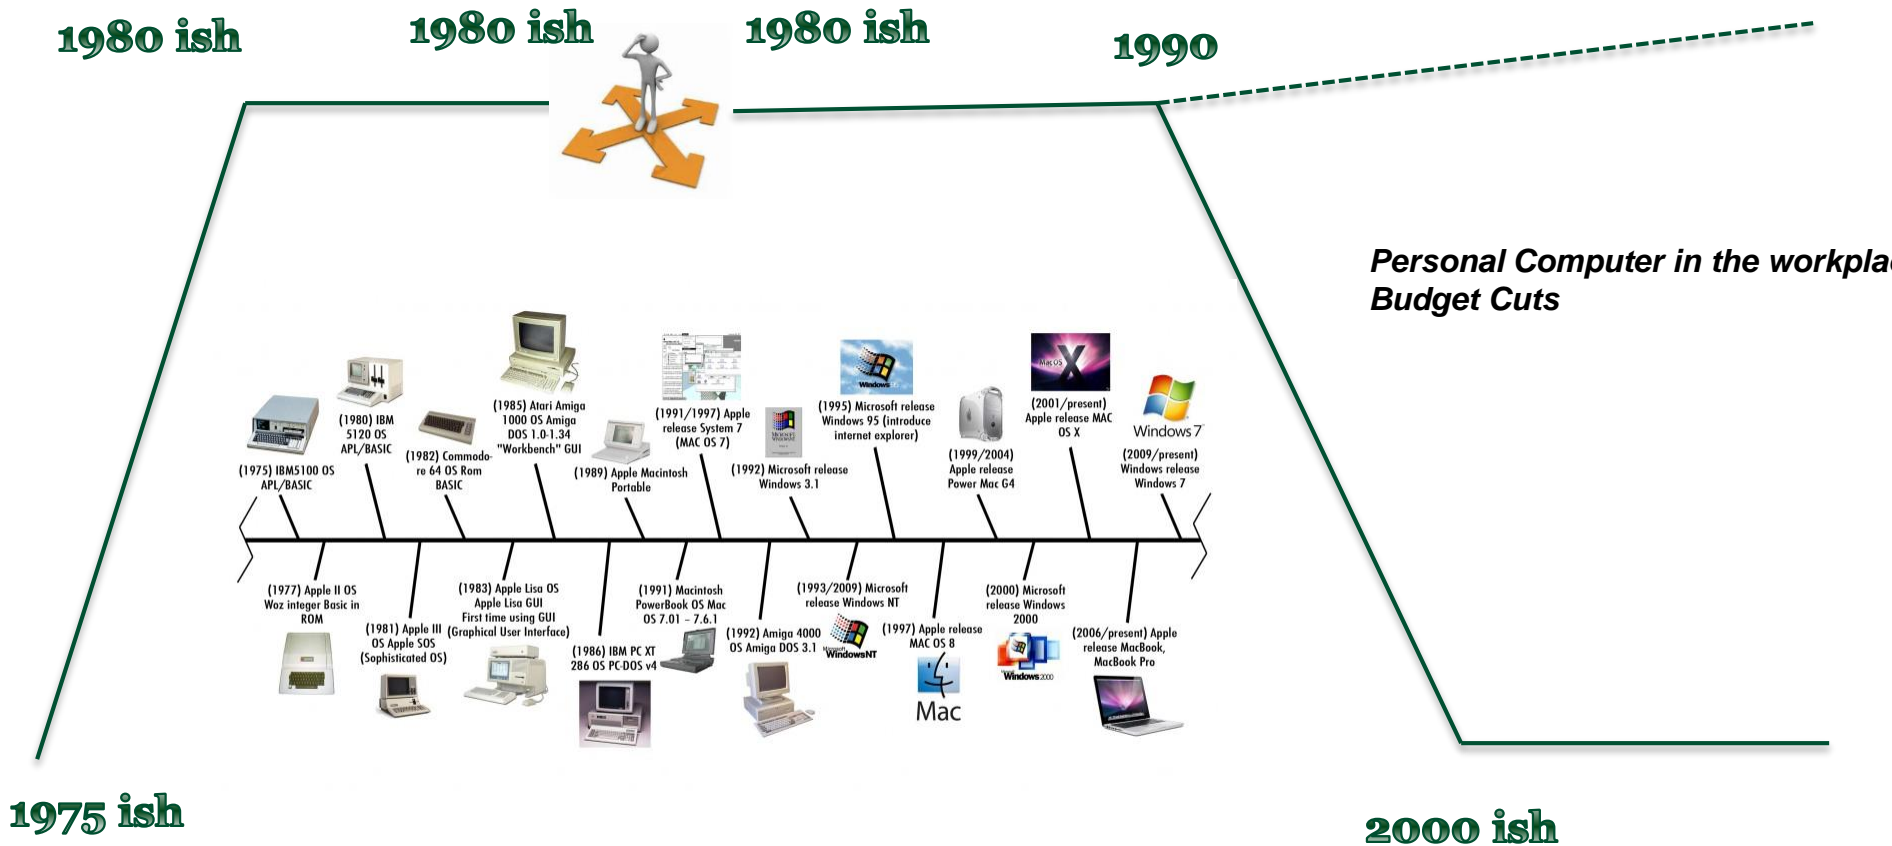 1980 ish
1980 ish
1980 ish
1990
Personal Computer in the workpla
Budget Cuts
(1975) IBM5100 OS
APL/BASIC
(1980) IBM
5120 OS
APL/BASIC
(1982) Commodo-
re 64 OS Rom
BASIC
(1985) Atari Amiga
1000 OS Amiga
DOS 1.0-1.34
"Workbench" GUI
(1989) Apple Macintosh
Portable
(1991/1997) Apple
release System 7
(MAC OS 7)
MICROSOFT
WINDOWS
(1992) Microsoft release
Windows 3.1
Windows
(1995) Microsoft release
Windows 95 (introduce
internet explorer)
(1999/2004)
Apple release
Power Mac G4
Mac OS X
(2001/present)
Apple release MAC
OS X
Windows 7
(2009/present)
Windows release
Windows 7
(1977) Apple II OS
Woz integer Basic in
ROM
(1981) Apple III
OS Apple SOS
(Sophisticated OS)
(1983) Apple Lisa OS
Apple Lisa GUI
First time using GUI
(Graphical User Interface)
(1986) IBM PC XT
286 OS PC-DOS v4
(1991) Macintosh
PowerBook OS Mac
OS 7.01 – 7.6.1
(1992) Amiga 4000
OS Amiga DOS 3.1
(1993/2009) Microsoft
release Windows NT
Microsoft
WindowsNT
(1997) Apple release
MAC OS 8
Mac
(2000) Microsoft
release Windows
2000
Windows 2000
(2006/present) Apple
release MacBook,
MacBook Pro
1975 ish
2000 ish